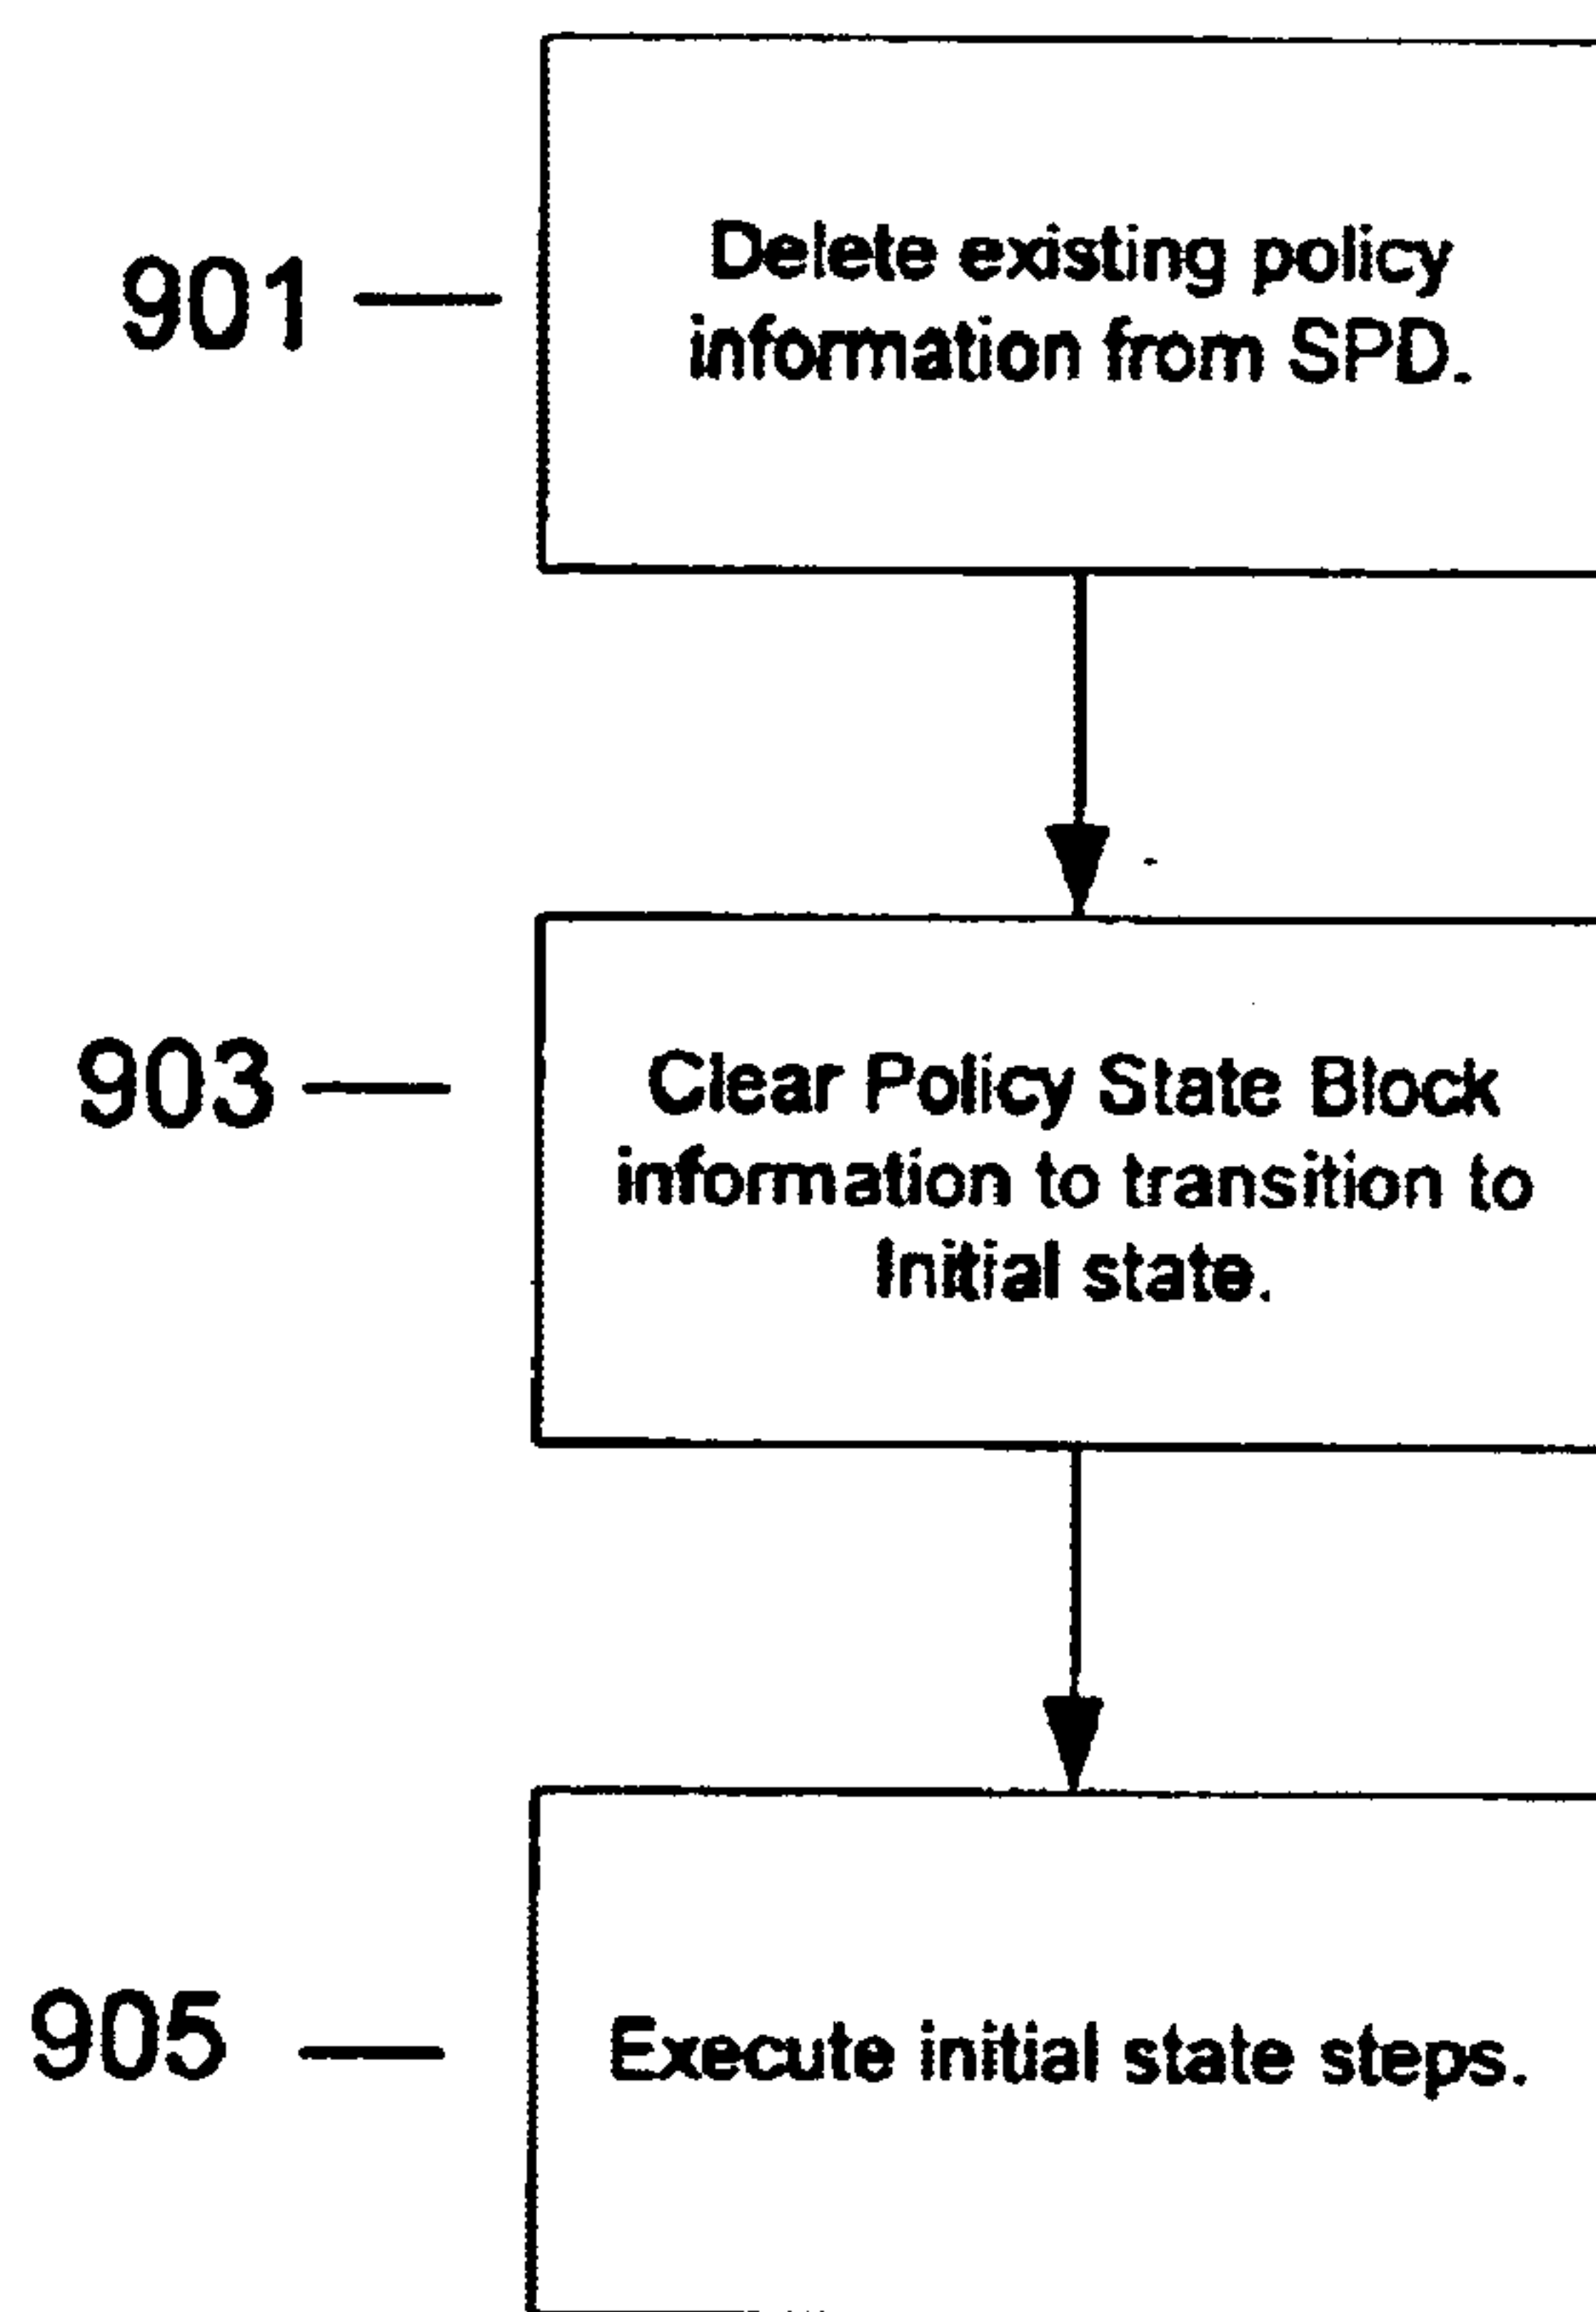 901
Delete existing policy
information from SPD.
903
Clear Policy State Block
information to transition to
Initial state.
905
Execute initial state steps.